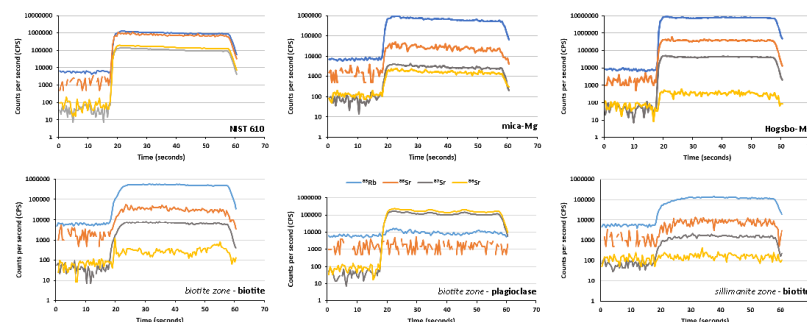 Counts per second (CPS)
10000000
1000000
100000
10000
1000
100
10
1
0 10 20 30 40 50 60 70
Time (seconds)
NIST 610
Counts per second (CPS)
10000000
1000000
100000
10000
1000
100
10
1
0 10 20 30 40 50 60 70
Time (seconds)
mica-Mg
Counts per second (CPS)
10000000
1000000
100000
10000
1000
100
10
1
0 10 20 30 40 50 60
Time (seconds)
Hogsbo-M
Counts per second (CPS)
1000000
100000
10000
1000
100
10
1
0 10 20 30 40 50 60 70
Time (seconds)
biotite zone - biotite
⁸⁵Rb ⁸⁸Sr ⁸⁷Sr ⁸⁶Sr
Counts per second (CPS)
1000000
100000
10000
1000
100
10
1
0 10 20 30 40 50 60 70
Time (seconds)
biotite zone - plagioclase
Counts per second (CPS)
1000000
100000
10000
1000
100
10
1
0 10 20 30 40 50 60
Time (seconds)
sillimanite zone - biotit